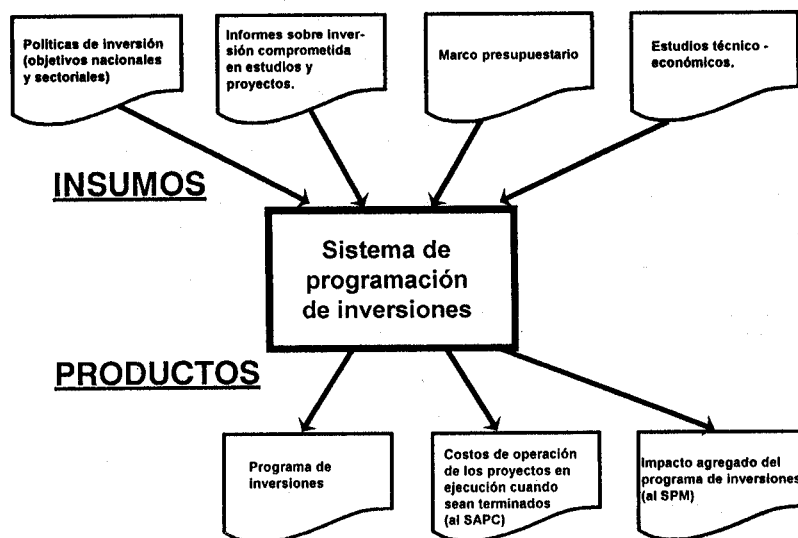 Políticas de inversión
(objetivos nacionales
y sectoriales)
Informes sobre inver-
sión comprometida
en estudios y
proyectos.
Marco presupuestario
Estudios técnico -
económicos.
INSUMOS
Sistema de
programación
de inversiones
PRODUCTOS
Programa de
inversiones
Costos de operación
de los proyectos en
ejecución cuando
sean terminados
(al SAPC)
Impacto agregado del
programa de inversiones
(al SPM)